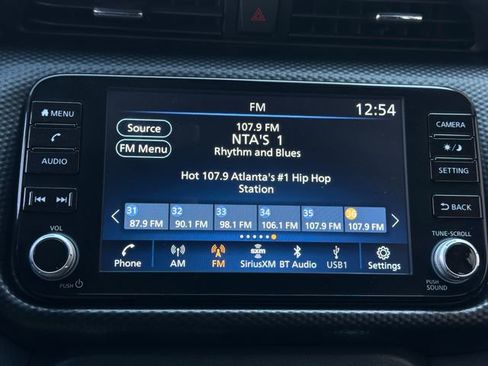 FM
12:54
MENU
AUDIO
VOL
PUSH
Source
FM Menu
107.9 FM
NTA'S 1
Rhythm and Blues
Hot 107.9 Atlanta's #1 Hip Hop
Station
31 32 33 34 35 36
87.9 FM 90.1 FM 98.1 FM 106.1 FM 107.9 FM 107.9 FM
Phone AM FM SiriusXM BT Audio USB1 Settings
sxm
CAMERA
SETTING
BACK
TUNE-SCROLL
PUSH
SOUND